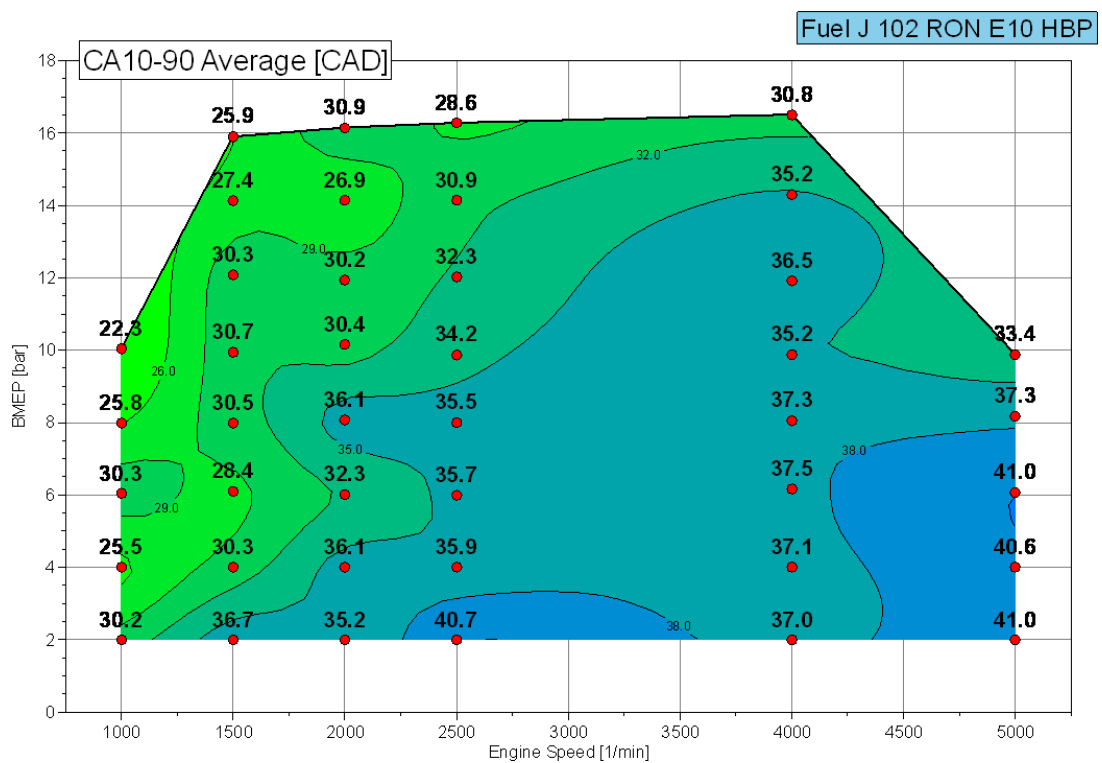 Fuel J 102 RON E10 HBP
CA10-90 Average [CAD]
18
16
14
12
10
8
6
4
2
0
BMEP [bar]
25.9 30.9 28.6 30.8
32.0
27.4 26.9 30.9 35.2
29.0
30.3 30.2 32.3 36.5
22.3 30.7 30.4 34.2 35.2 33.4
26.0
25.8 30.5 36.1 35.5 37.3 37.3
35.0 38.0
30.3 28.4 32.3 35.7 37.5 41.0
29.0
25.5 30.3 36.1 35.9 37.1 40.6
30.2 36.7 35.2 40.7 37.0 41.0
38.0
1000 1500 2000 2500 3000 3500 4000 4500 5000
Engine Speed [1/min]